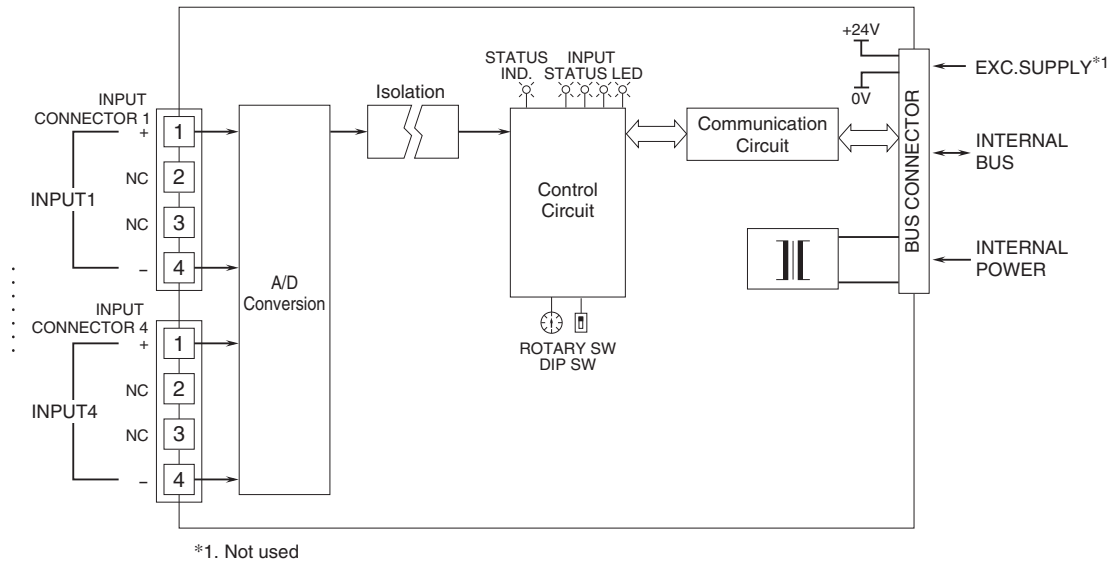 +24V
STATUS
IND.
INPUT
STATUS LED
EXC.SUPPLY*1
INPUT
CONNECTOR 1
Isolation
0V
+
1
Communication
Circuit
INTERNAL
BUS
NC
2
INPUT1
Control
Circuit
BUS CONNECTOR
NC
3
–
4
A/D
Conversion
INTERNAL
POWER
INPUT
CONNECTOR 4
+
1
ROTARY SW
DIP SW
NC
2
INPUT4
NC
3
–
4
*1. Not used